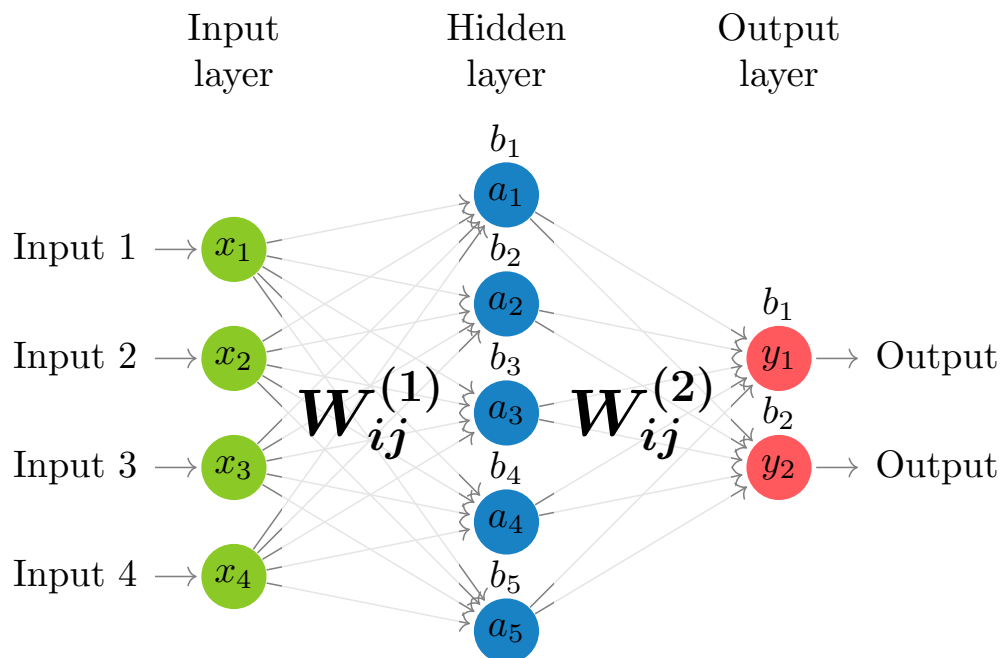 Input Hidden Output
layer layer layer
b₁
a₁
Input 1 x₁
b₂
a₂
b₁
Input 2 x₂ y₁ Output
b₃
W_{ij}^{(1)} a₃ W_{ij}^{(2)}
b₂
Input 3 x₃ y₂ Output
b₄
a₄
Input 4 x₄
b₅
a₅